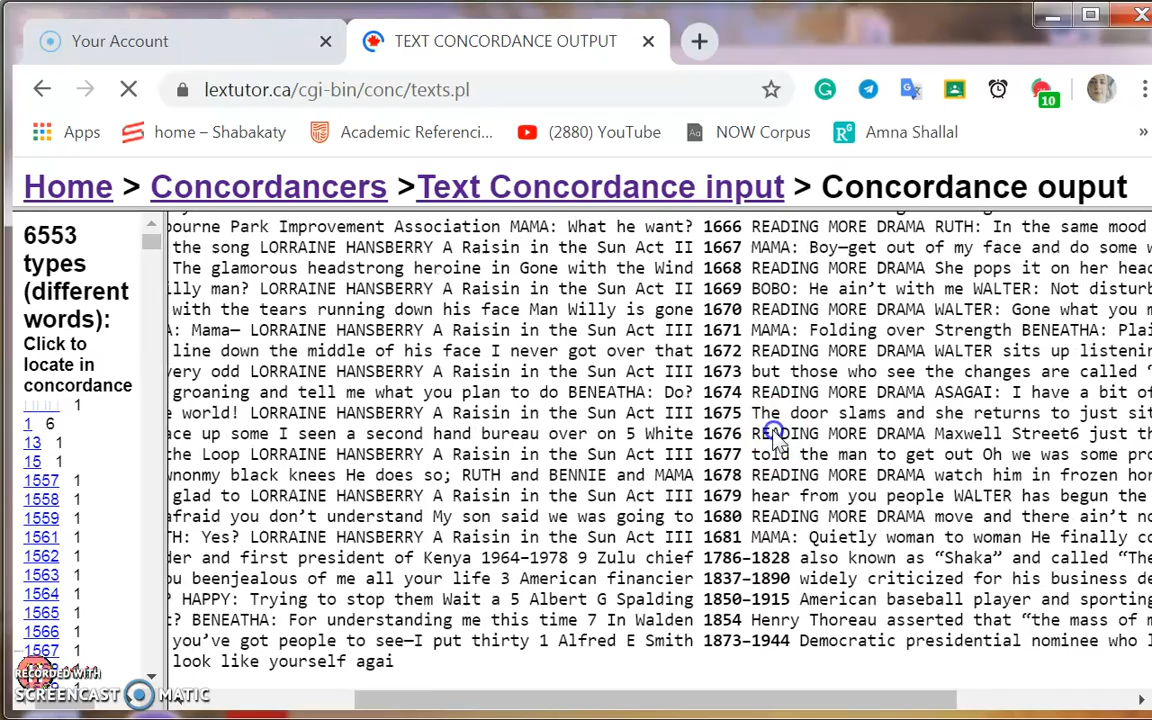 Your Account
TEXT CONCORDANCE OUTPUT
lextutor.ca/cgi-bin/conc/texts.pl
10
Apps
home – Shabakaty
Academic Referenci...
(2880) YouTube
NOW Corpus
Amna Shallal
Home > Concordancers >Text Concordance input > Concordance ouput
6553
types
(different
words):
Click to
locate in
concordance
1
1 6
13 1
15 1
1557 1
1558 1
1559 1
1561 1
1562 1
1563 1
1564 1
1565 1
1566 1
1567 1
ourne Park Improvement Association MAMA: What he want? 1666 READING MORE DRAMA RUTH: In the same mood
the song LORRAINE HANSBERRY A Raisin in the Sun Act II 1667 MAMA: Boy—get out of my face and do some w
The glamorous headstrong heroine in Gone with the Wind 1668 READING MORE DRAMA She pops it on her head
illy man? LORRAINE HANSBERRY A Raisin in the Sun Act II 1669 BOBO: He ain't with me WALTER: Not disturb
with the tears running down his face Man Willy is gone 1670 READING MORE DRAMA WALTER: Gone what you m
A: Mama— LORRAINE HANSBERRY A Raisin in the Sun Act III 1671 MAMA: Folding over Strength BENEATHA: Plai
line down the middle of his face I never got over that 1672 READING MORE DRAMA WALTER sits up listenin
very odd LORRAINE HANSBERRY A Raisin in the Sun Act III 1673 but those who see the changes are called "
groaning and tell me what you plan to do BENEATHA: Do? 1674 READING MORE DRAMA ASAGAI: I have a bit of
e world! LORRAINE HANSBERRY A Raisin in the Sun Act III 1675 The door slams and she returns to just sit
ace up some I seen a second hand bureau over on 5 White 1676 READING MORE DRAMA Maxwell Street6 just th
the Loop LORRAINE HANSBERRY A Raisin in the Sun Act III 1677 told the man to get out Oh we was some pro
wnonmy black knees He does so; RUTH and BENNIE and MAMA 1678 READING MORE DRAMA watch him in frozen hor
glad to LORRAINE HANSBERRY A Raisin in the Sun Act III 1679 hear from you people WALTER has begun the
afraid you don't understand My son said we was going to 1680 READING MORE DRAMA move and there ain't no
TH: Yes? LORRAINE HANSBERRY A Raisin in the Sun Act III 1681 MAMA: Quietly woman to woman He finally co
der and first president of Kenya 1964–1978 9 Zulu chief 1786–1828 also known as "Shaka" and called "The
ou beenjealous of me all your life 3 American financier 1837–1890 widely criticized for his business de
? HAPPY: Trying to stop them Wait a 5 Albert G Spalding 1850–1915 American baseball player and sporting
t? BENEATHA: For understanding me this time 7 In Walden 1854 Henry Thoreau asserted that "the mass of m
you've got people to see—I put thirty 1 Alfred E Smith 1873–1944 Democratic presidential nominee who l
look like yourself agai
RECORDED WITH
SCREENCAST MATIC